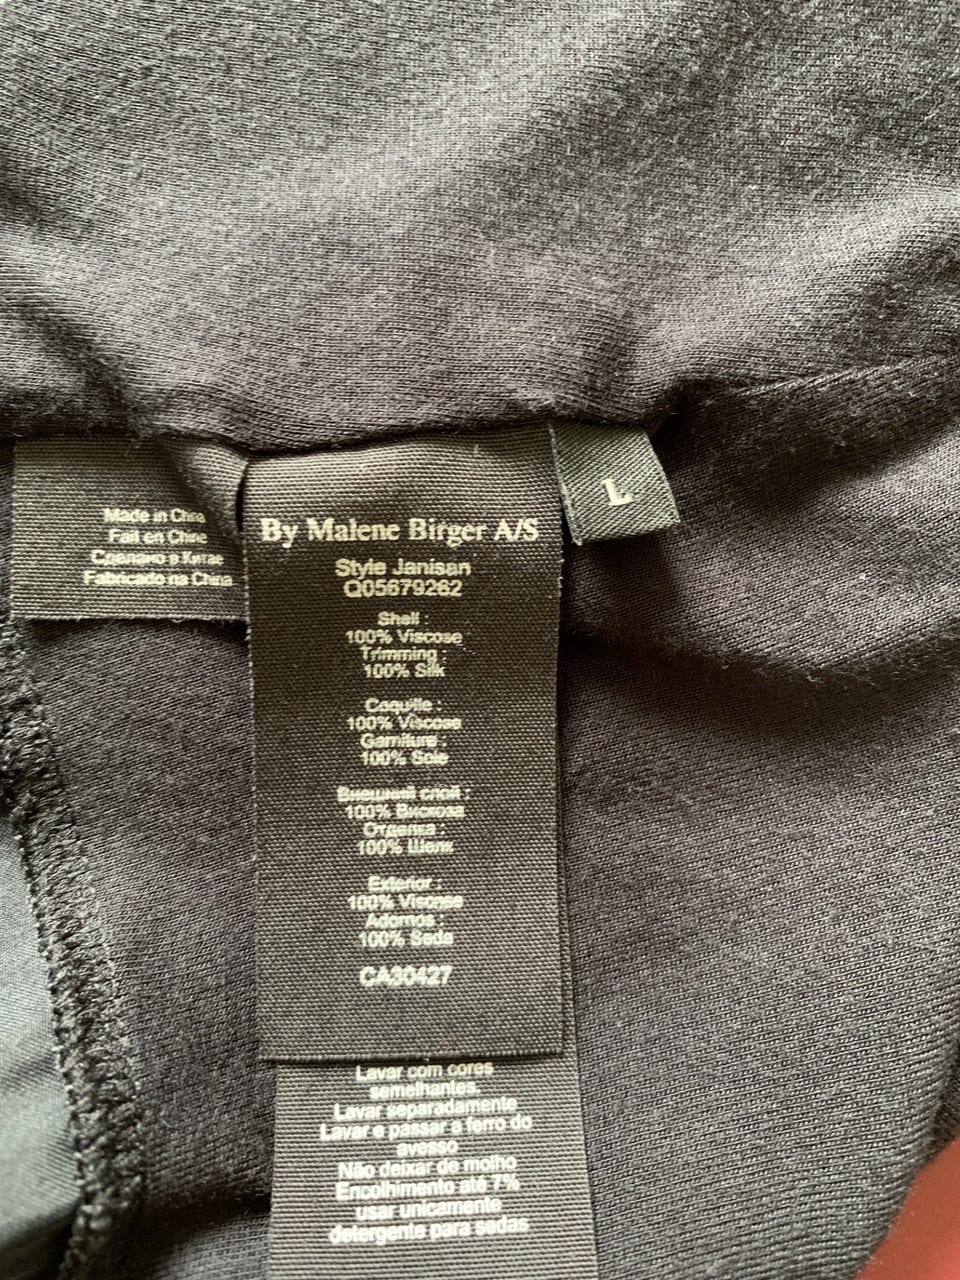 Made in China
Fait en Chine
Сделано в Китае
Fabricado na China
By Malene Birger A/S
L
Style Janisan
Q05679262
Shell :
100% Viscose
Trimming :
100% Silk
Coquille :
100% Viscose
Garniture :
100% Soie
Внешний слой :
100% Вискоза
Отделка :
100% Шелк
Exterior :
100% Viscose
Adornos :
100% Seda
CA30427
Lavar com cores
semelhantes.
Lavar separadamente
Lavar e passar a ferro do
avesso
Não deixar de molho
Encolhimento até 7%
usar unicamente
detergente para sedas